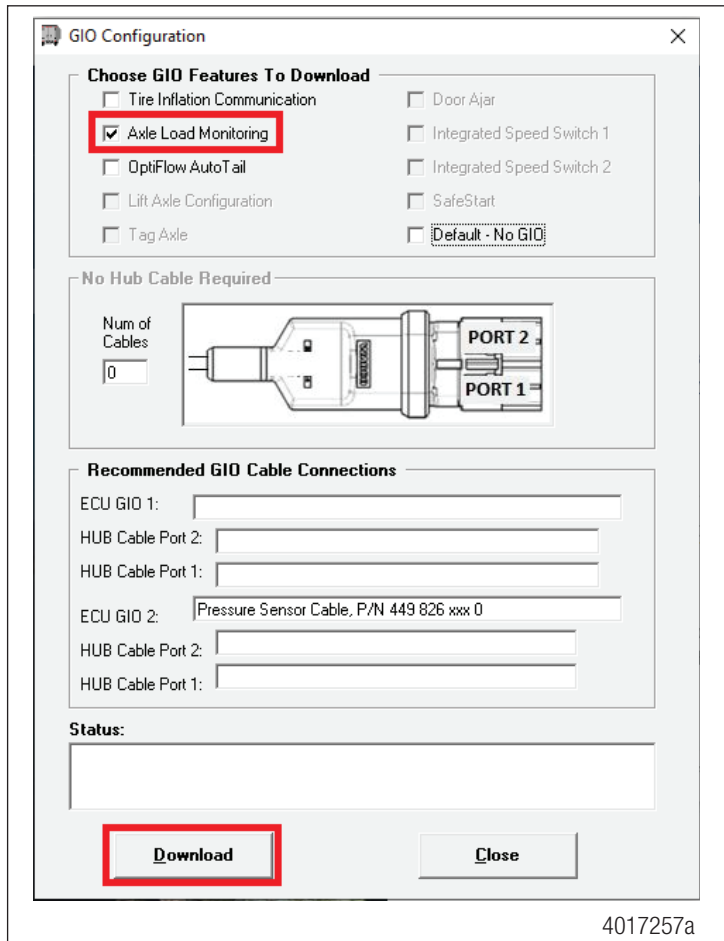 GIO Configuration
Choose GIO Features To Download
Tire Inflation Communication
Door Ajar
Axle Load Monitoring
Integrated Speed Switch 1
OptiFlow AutoTail
Integrated Speed Switch 2
Lift Axle Configuration
SafeStart
Tag Axle
Default - No GIO
No Hub Cable Required
Num of
Cables
0
PORT 2
PORT 1
Recommended GIO Cable Connections
ECU GIO 1:
HUB Cable Port 2:
HUB Cable Port 1:
ECU GIO 2: Pressure Sensor Cable, P/N 449 826 xxx 0
HUB Cable Port 2:
HUB Cable Port 1:
Status:
Download
Close
4017257a